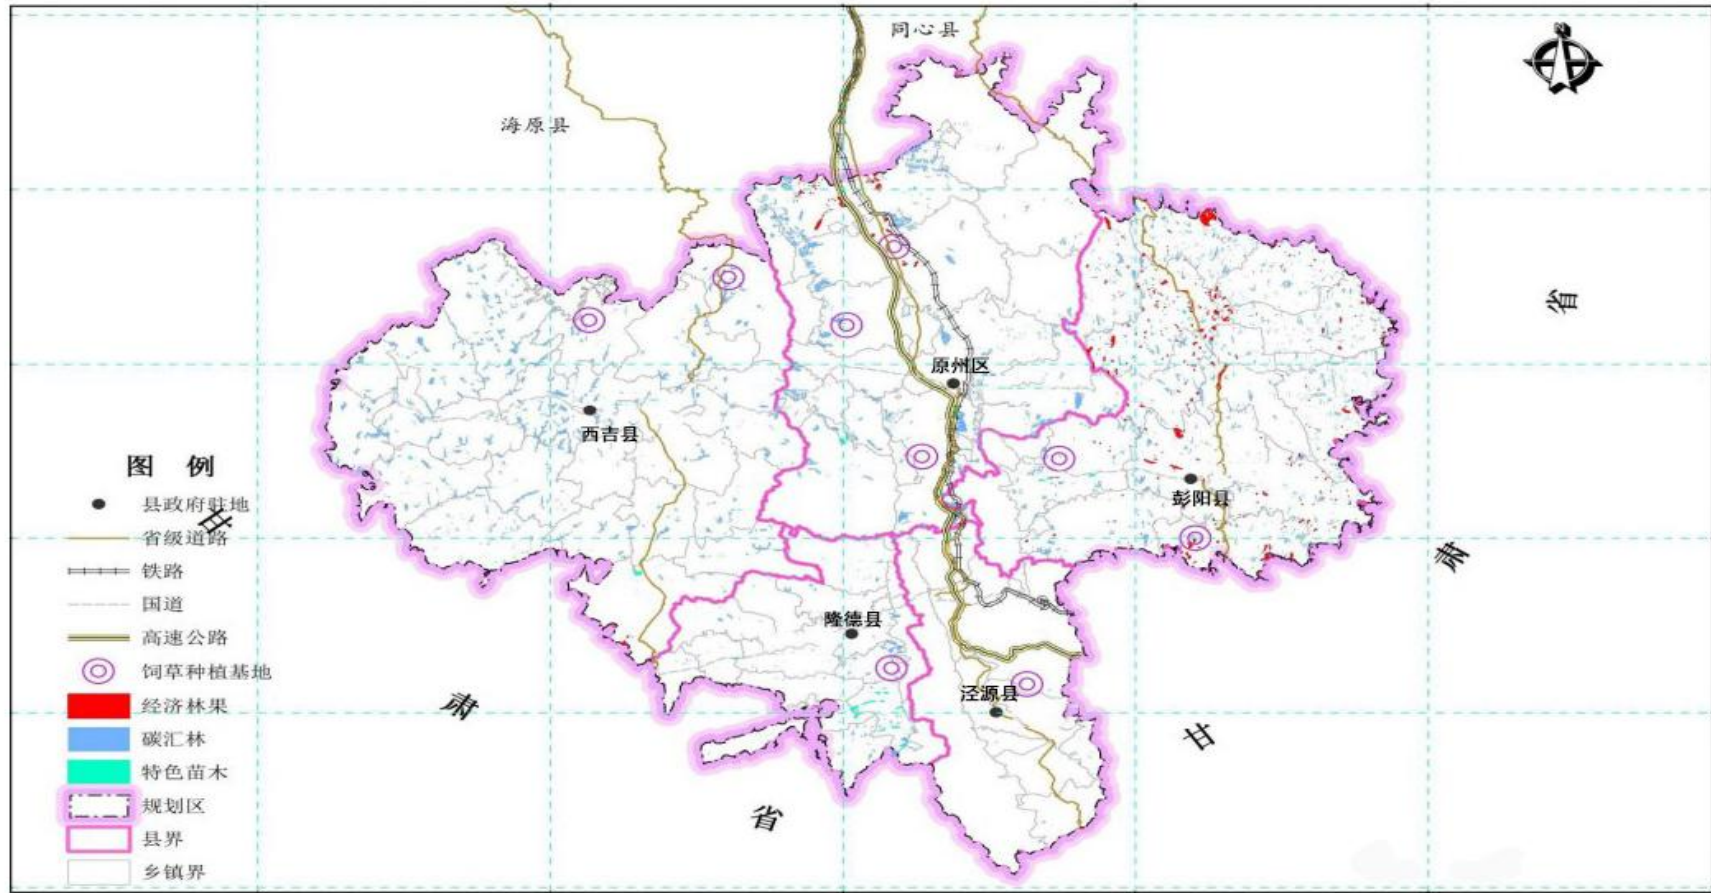 同心县
海原县
省
原州区
西吉县
彭阳县
隆德县
泾源县
甘
肃
省
甘
肃
图 例
县政府驻地
省级道路
铁路
国道
高速公路
饲草种植基地
经济林果
碳汇林
特色苗木
规划区
县界
乡镇界